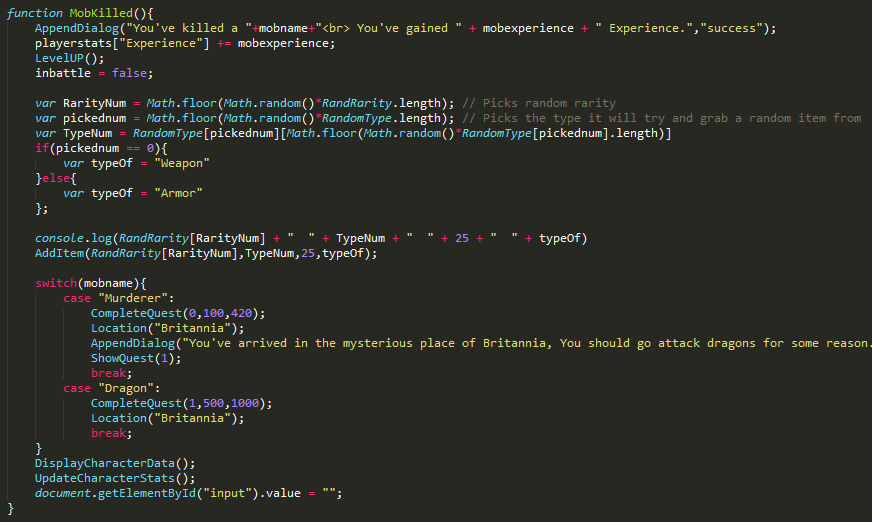 function MobKilled(){
    AppendDialog("You've killed a "+mobname+"<br> You've gained " + mobexperience + " Experience.","success");
    playerstats["Experience"] += mobexperience;
    LevelUP();
    inbattle = false;

    var RarityNum = Math.floor(Math.random()*RandRarity.length); // Picks random rarity
    var pickednum = Math.floor(Math.random()*RandomType.length); // Picks the type it will try and grab a random item from
    var TypeNum = RandomType[pickednum][Math.floor(Math.random()*RandomType[pickednum].length)]
    if(pickednum == 0){
        var typeOf = "Weapon"
    }else{
        var typeOf = "Armor"
    };

    console.log(RandRarity[RarityNum] + "  " + TypeNum + "  " + 25 + "  " + typeOf)
    AddItem(RandRarity[RarityNum],TypeNum,25,typeOf);

    switch(mobname){
        case "Murderer":
            CompleteQuest(0,100,420);
            Location("Britannia");
            AppendDialog("You've arrived in the mysterious place of Britannia, You should go attack dragons for some reason.
            ShowQuest(1);
            break;
        case "Dragon":
            CompleteQuest(1,500,1000);
            Location("Britannia");
            break;
    }
    DisplayCharacterData();
    UpdateCharacterStats();
    document.getElementById("input").value = "";
}